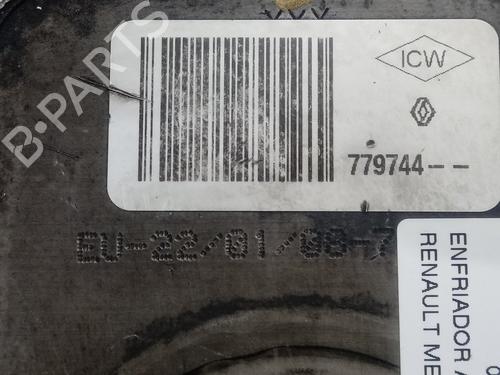 ICW
779744--
EU-22/01/08-7
ENFRIADOR A
RENAULT ME
B-PARTS